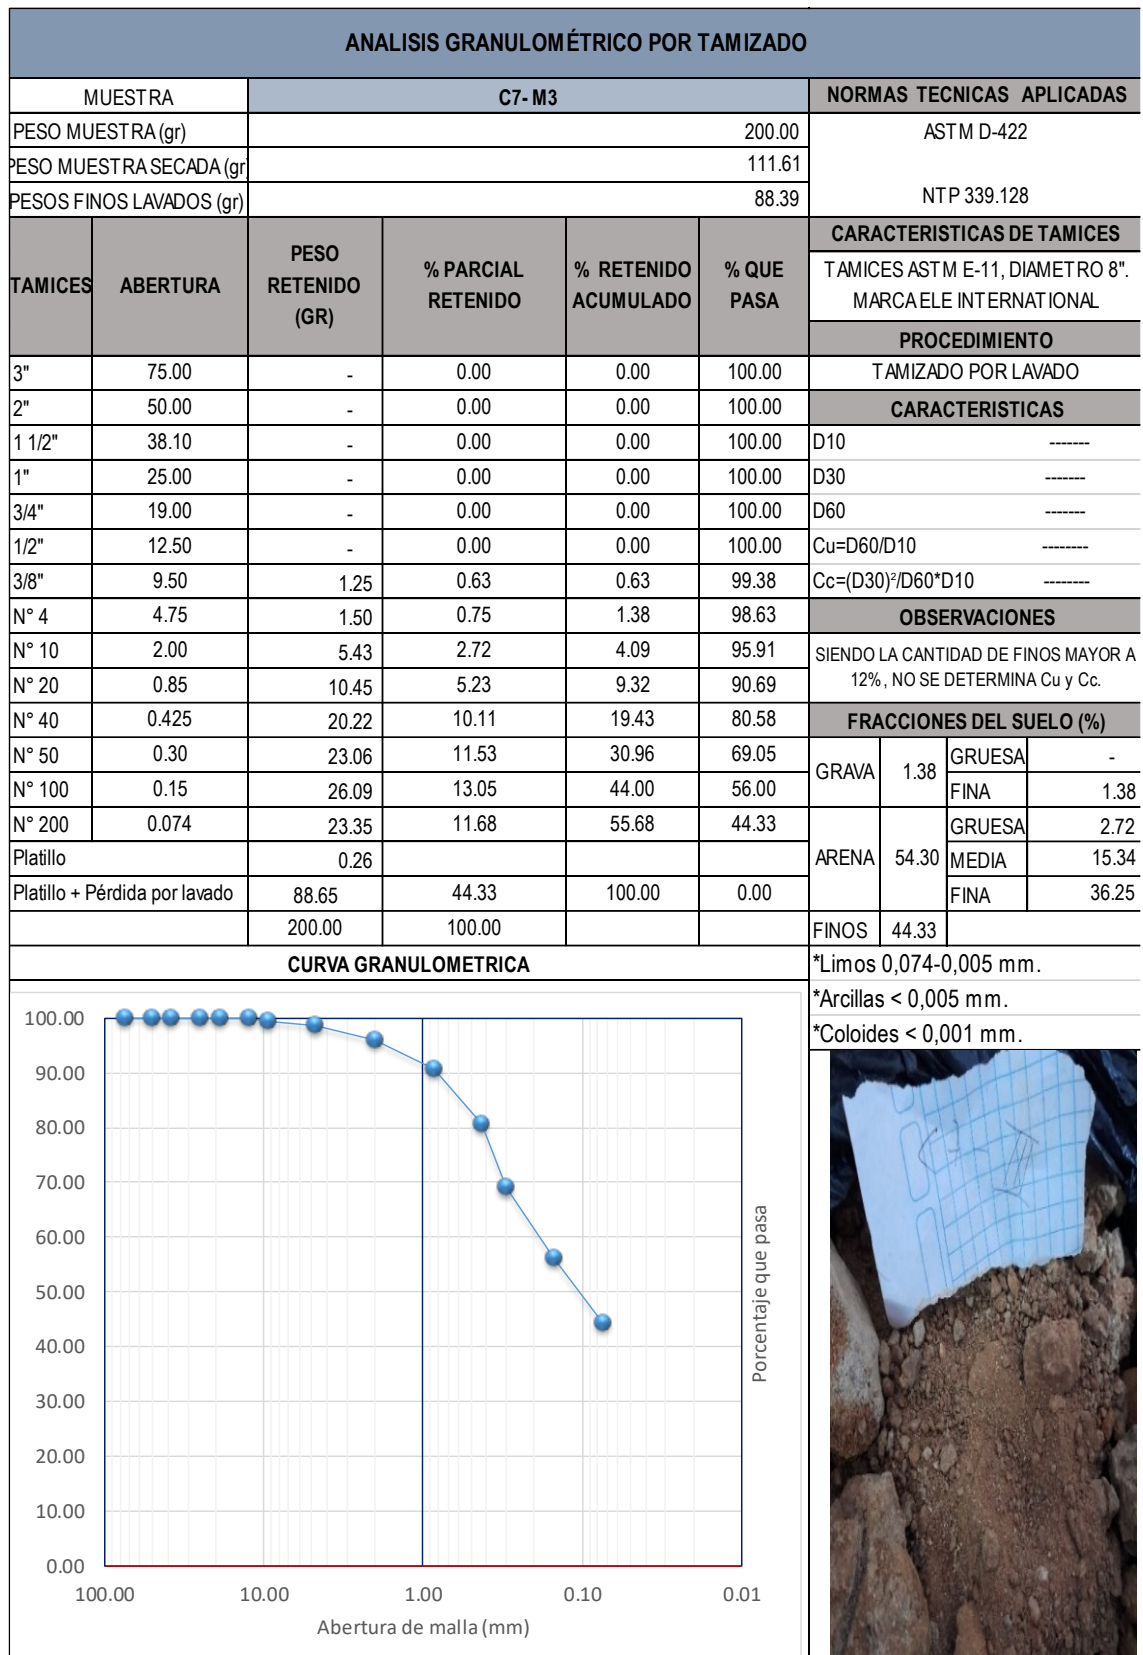 ANALISIS GRANULOMÉTRICO POR TAMIZADO
MUESTRA C7- M3 NORMAS TECNICAS APLICADAS
PESO MUESTRA (gr) 200.00 ASTM D-422
PESO MUESTRA SECADA (gr) 111.61
PESOS FINOS LAVADOS (gr) 88.39 NTP 339.128
TAMICES ABERTURA PESO RETENIDO (GR) % PARCIAL RETENIDO % RETENIDO ACUMULADO % QUE PASA
CARACTERISTICAS DE TAMICES
TAMICES ASTM E-11, DIAMETRO 8".
MARCA ELE INTERNATIONAL
PROCEDIMIENTO
3" 75.00 - 0.00 0.00 100.00 TAMIZADO POR LAVADO
2" 50.00 - 0.00 0.00 100.00 CARACTERISTICAS
1 1/2" 38.10 - 0.00 0.00 100.00 D10 -------
1" 25.00 - 0.00 0.00 100.00 D30 -------
3/4" 19.00 - 0.00 0.00 100.00 D60 -------
1/2" 12.50 - 0.00 0.00 100.00 Cu=D60/D10 --------
3/8" 9.50 1.25 0.63 0.63 99.38 Cc=(D30)²/D60*D10 --------
N° 4 4.75 1.50 0.75 1.38 98.63 OBSERVACIONES
N° 10 2.00 5.43 2.72 4.09 95.91 SIENDO LA CANTIDAD DE FINOS MAYOR A
N° 20 0.85 10.45 5.23 9.32 90.69 12%, NO SE DETERMINA Cu y Cc.
N° 40 0.425 20.22 10.11 19.43 80.58 FRACCIONES DEL SUELO (%)
N° 50 0.30 23.06 11.53 30.96 69.05 GRAVA 1.38 GRUESA -
N° 100 0.15 26.09 13.05 44.00 56.00 FINA 1.38
N° 200 0.074 23.35 11.68 55.68 44.33 GRUESA 2.72
Platillo 0.26 ARENA 54.30 MEDIA 15.34
Platillo + Pérdida por lavado 88.65 44.33 100.00 0.00 FINA 36.25
200.00 100.00 FINOS 44.33
CURVA GRANULOMETRICA *Limos 0,074-0,005 mm.
*Arcillas < 0,005 mm.
*Coloides < 0,001 mm.
100.00
90.00
80.00
70.00
60.00
50.00
40.00
30.00
20.00
10.00
0.00
Porcentaje que pasa
100.00 10.00 1.00 0.10 0.01
Abertura de malla (mm)